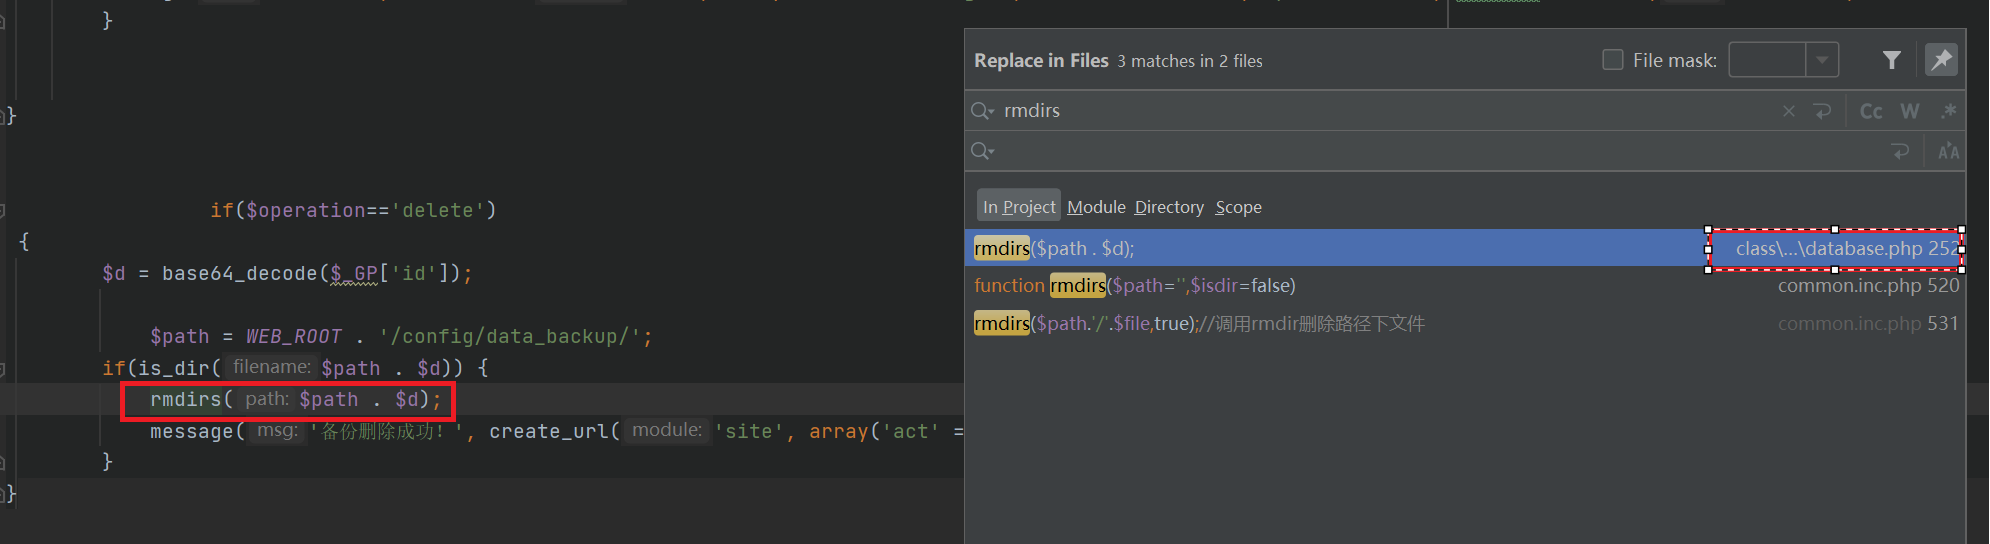 }
}
if($operation=='delete')
{
$d = base64_decode($_GP['id']);
$path = WEB_ROOT . '/config/data_backup/';
if(is_dir( filename: $path . $d)) {
rmdirs( path: $path . $d);
message( msg: '备份删除成功！', create_url( module: 'site', array('act' =
}
}
Replace in Files 3 matches in 2 files
File mask:
rmdirs
Cc W .*
In Project Module Directory Scope
rmdirs($path . $d); class\...\database.php 252
function rmdirs($path='',$isdir=false) common.inc.php 520
rmdirs($path.'/'.$file,true);//调用rmdir删除路径下文件 common.inc.php 531